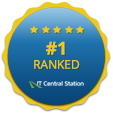 #1
RANKED
IT Central Station